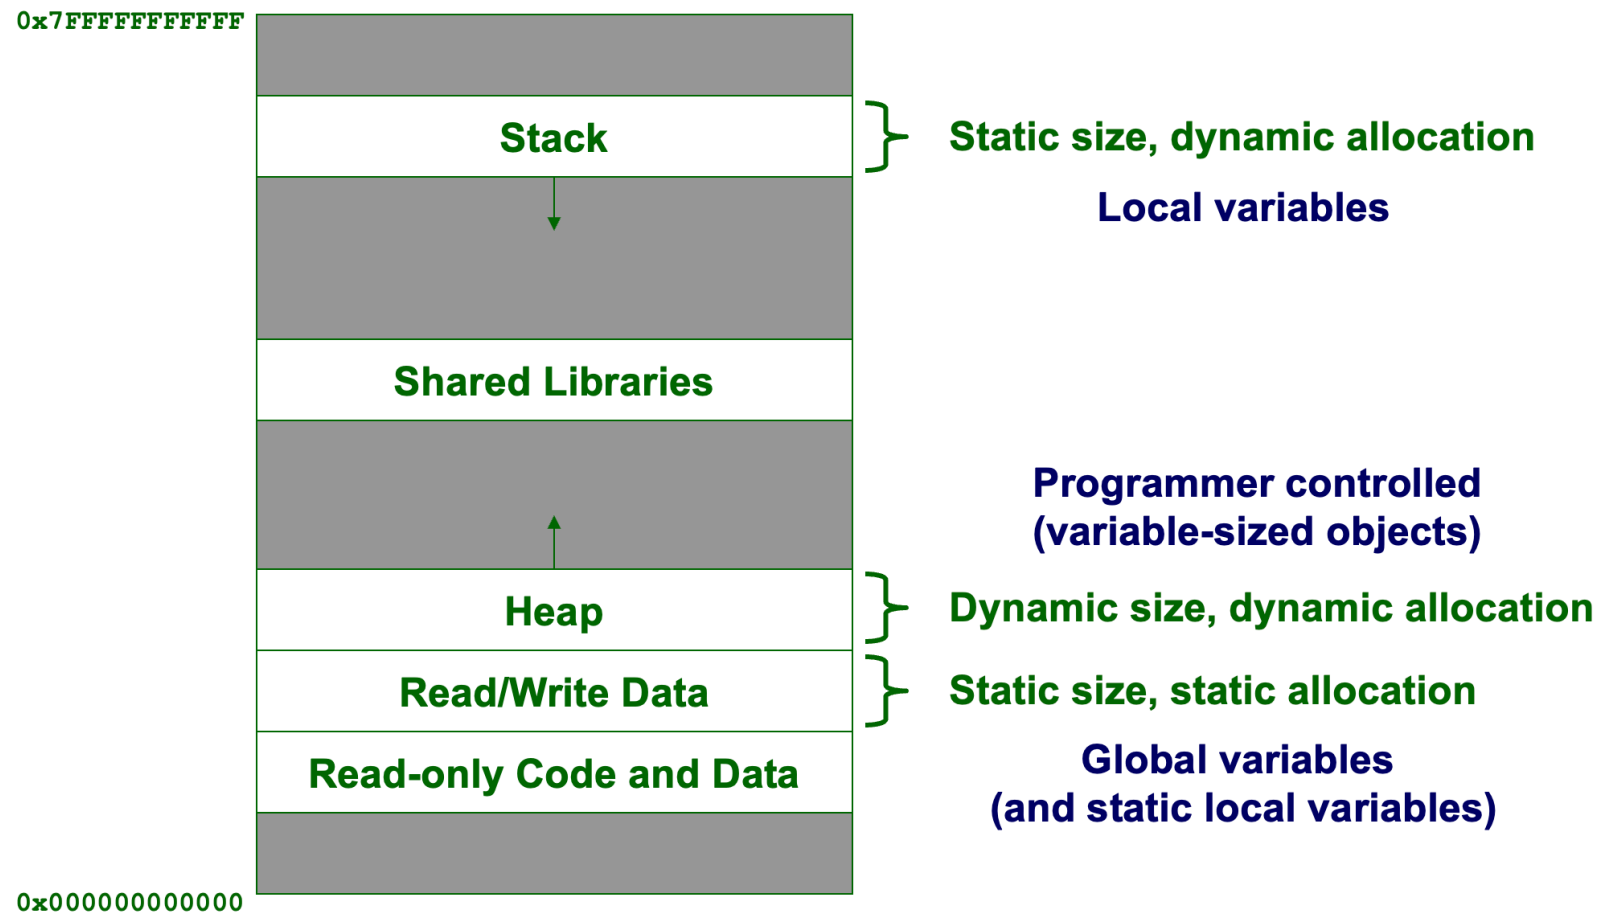 0x7FFFFFFFFFFF
Stack
Static size, dynamic allocation
Local variables
Shared Libraries
Programmer controlled
(variable-sized objects)
Heap
Dynamic size, dynamic allocation
Read/Write Data
Static size, static allocation
Read-only Code and Data
Global variables
(and static local variables)
0x000000000000